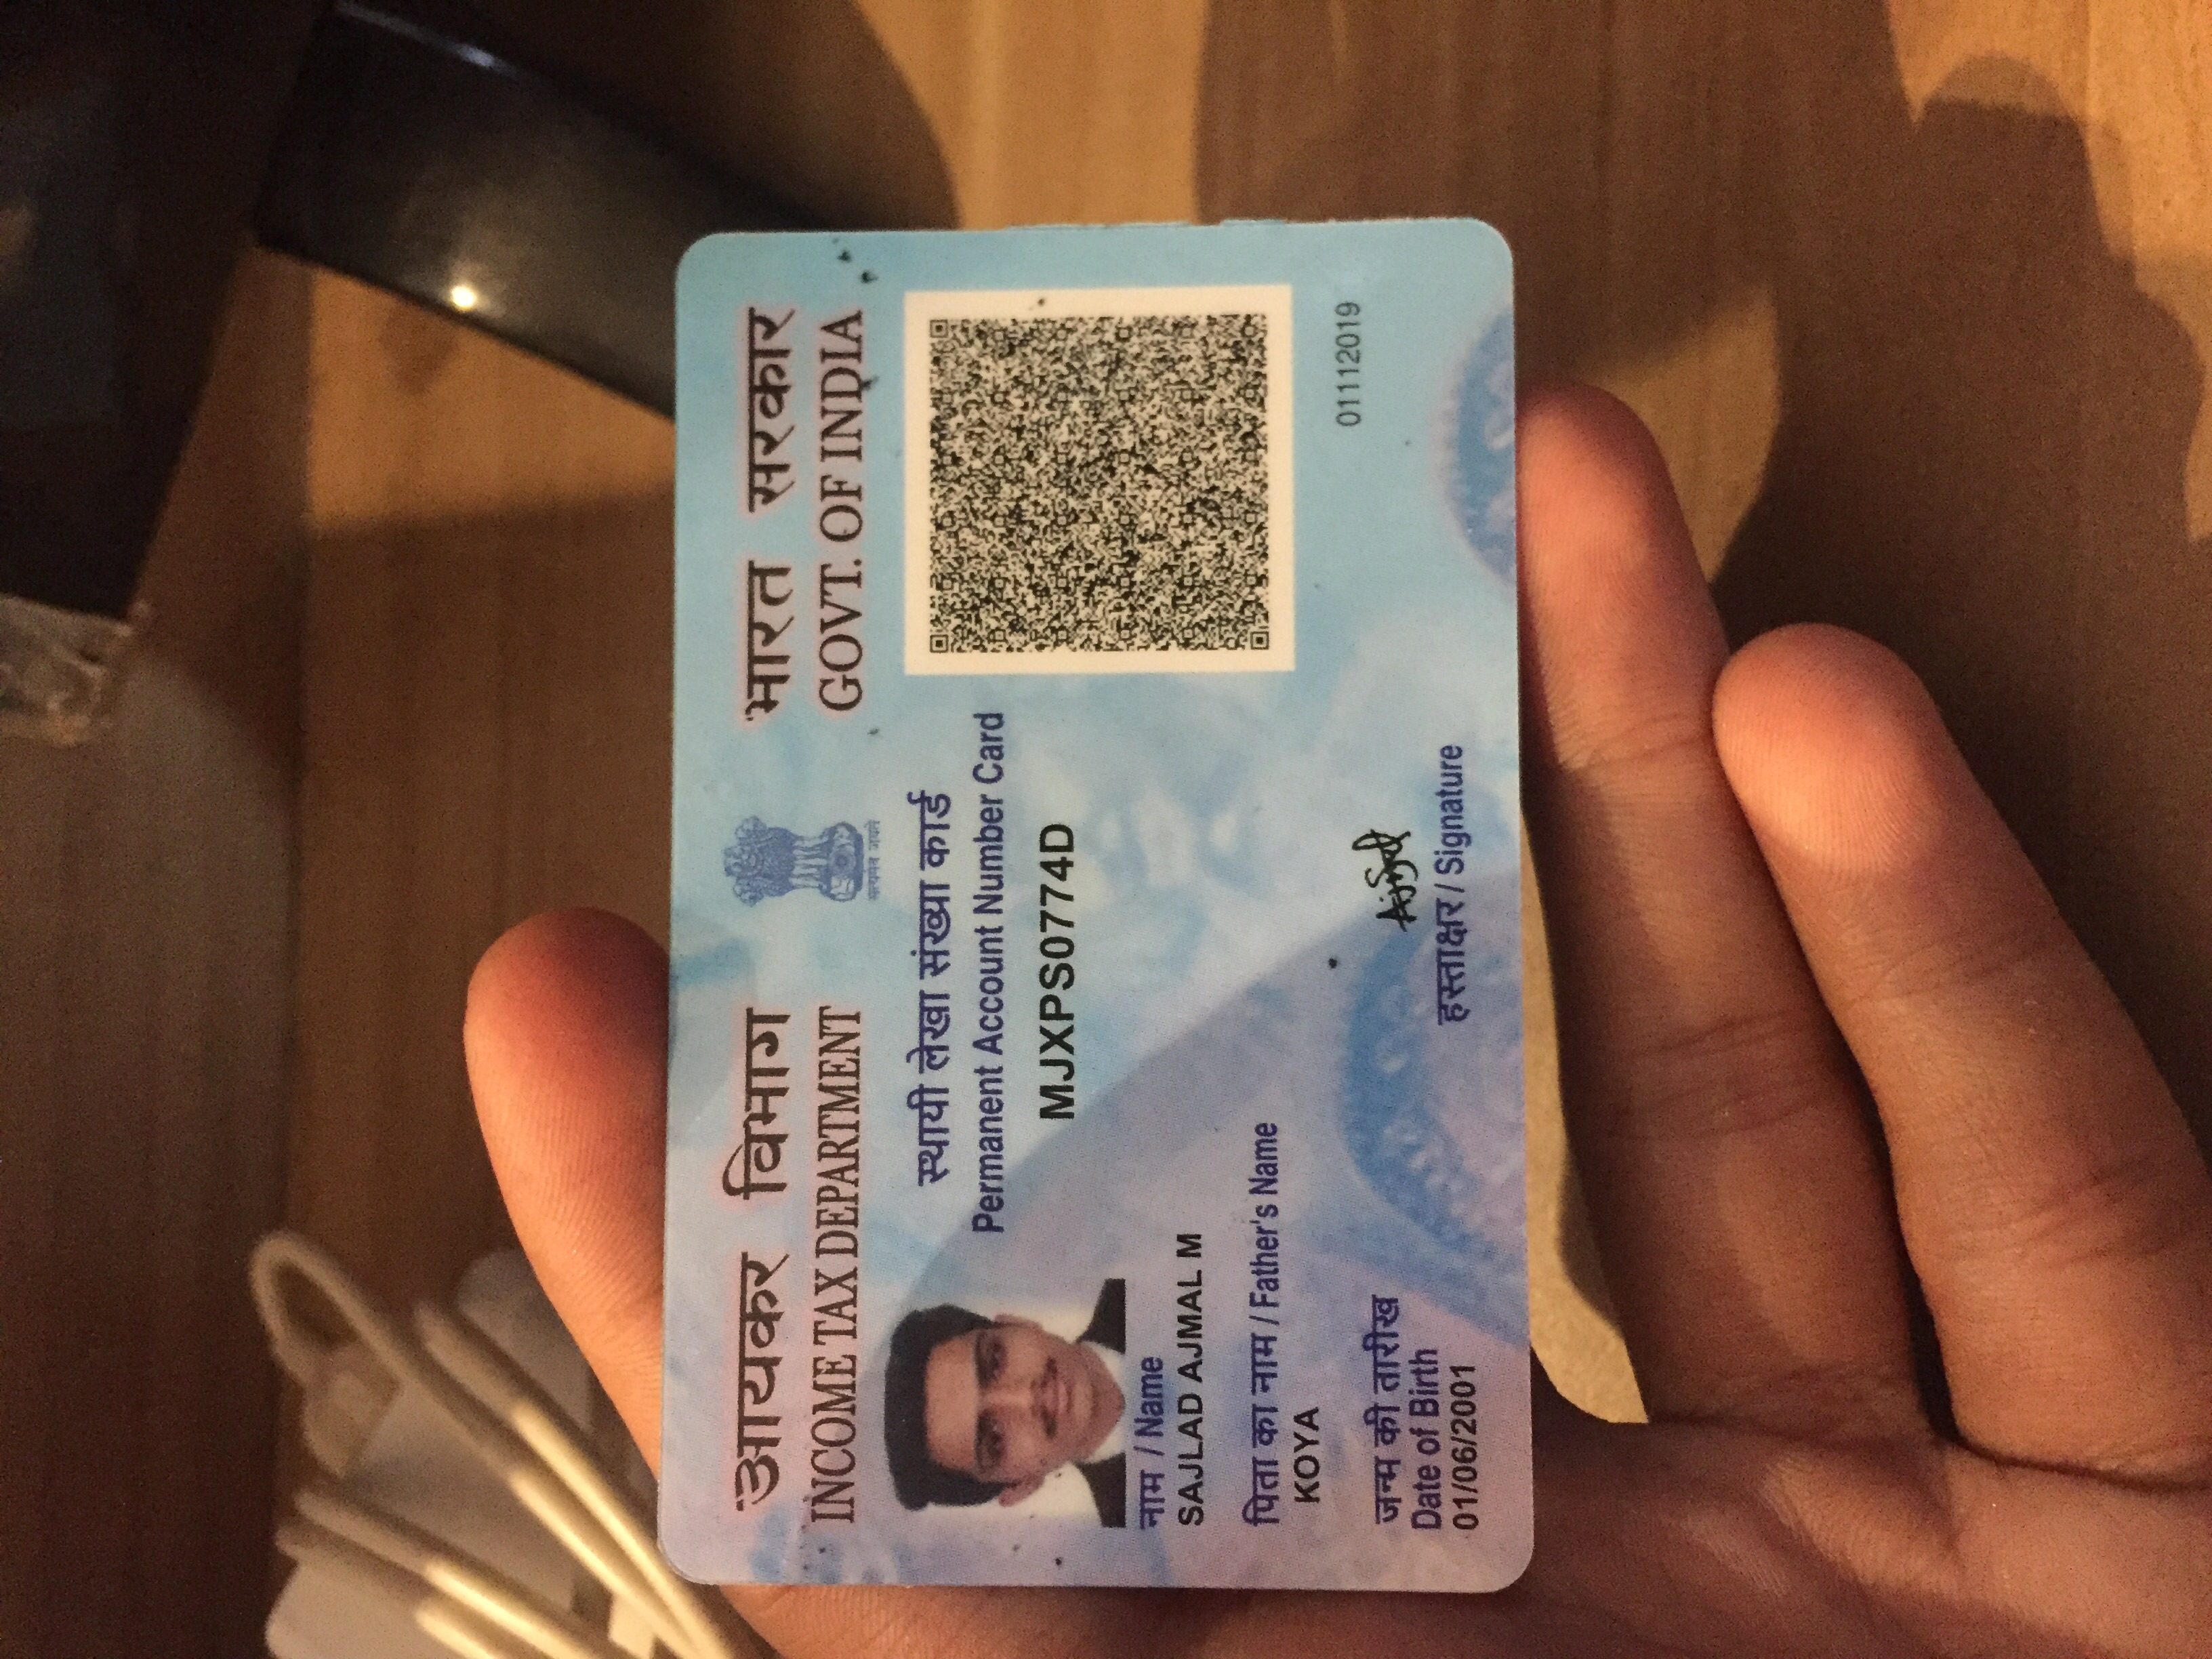 आयकर विभाग
INCOME TAX DEPARTMENT
सत्यमेव जयते
भारत सरकार
GOVT. OF INDIA
स्थायी लेखा संख्या कार्ड
Permanent Account Number Card
MJXPS0774D
नाम / Name
SAJLAD AJMAL M
पिता का नाम / Father's Name
KOYA
जन्म की तारीख
Date of Birth
01/06/2001
हस्ताक्षर / Signature
01112019